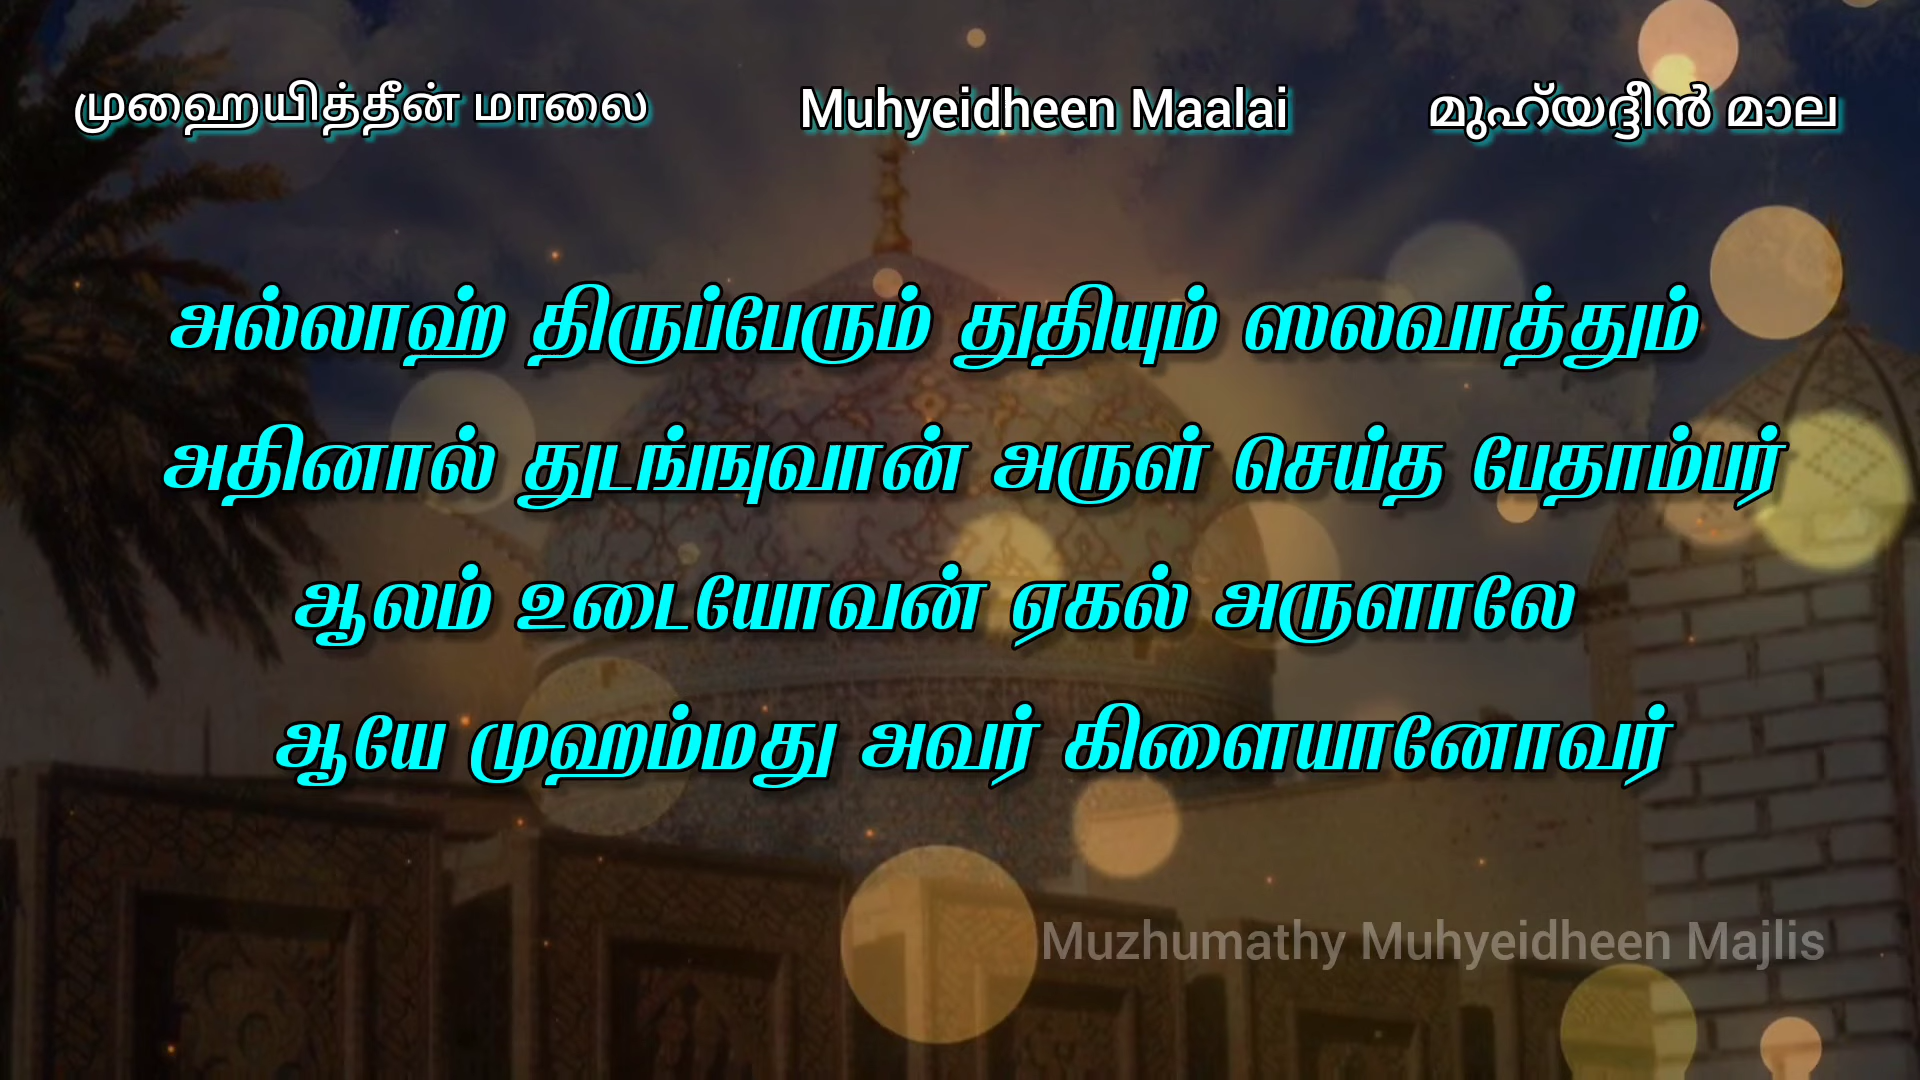 முஹையித்தீன் மாலை Muhyeidheen Maalai മുഹ്‌യദ്ദീൻ മാല
அல்லாஹ் திருப்பேரும் துதியும் ஸலவாத்தும்
அதினால் துடங்ஙுவான் அருள் செய்த பேதாம்பர்
ஆலம் உடையோவன் ஏகல் அருளாலே
ஆயே முஹம்மது அவர் கிளையானோவர்
Muzhumathy Muhyeidheen Majlis